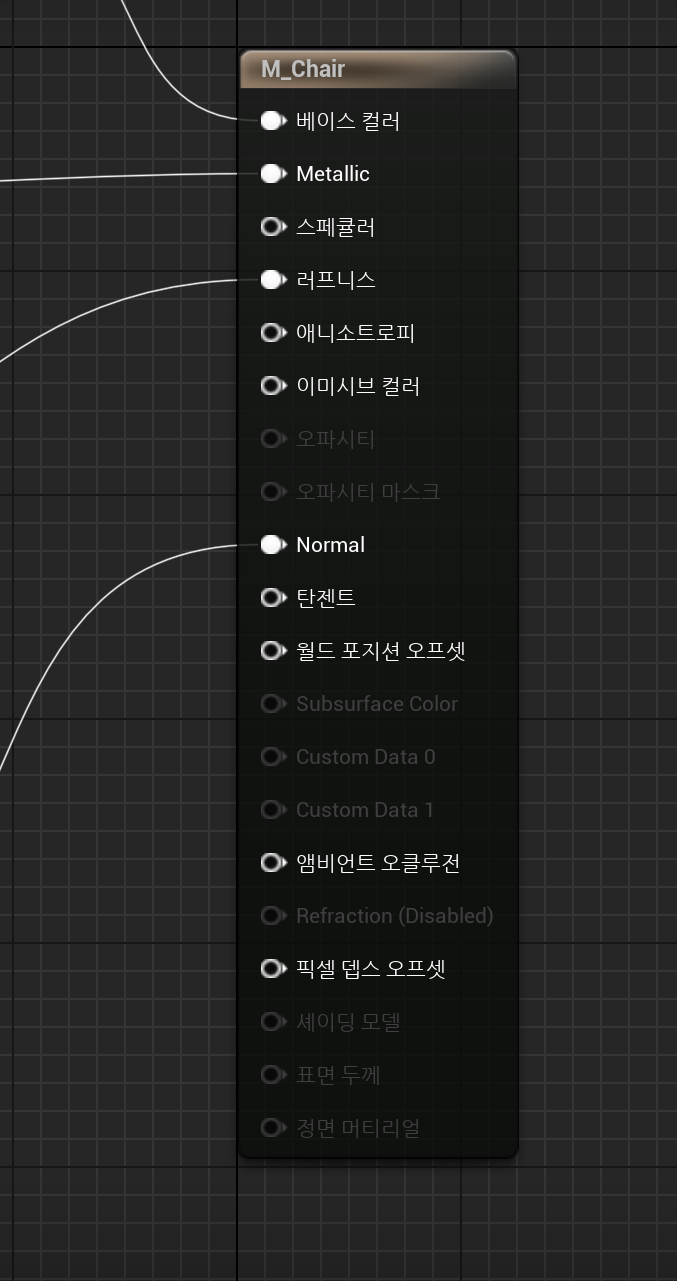 M_Chair
베이스 컬러
Metallic
스페큘러
러프니스
애니소트로피
이미시브 컬러
오파시티
오파시티 마스크
Normal
탄젠트
월드 포지션 오프셋
Subsurface Color
Custom Data 0
Custom Data 1
앰비언트 오클루전
Refraction (Disabled)
픽셀 뎁스 오프셋
셰이딩 모델
표면 두께
정면 머티리얼